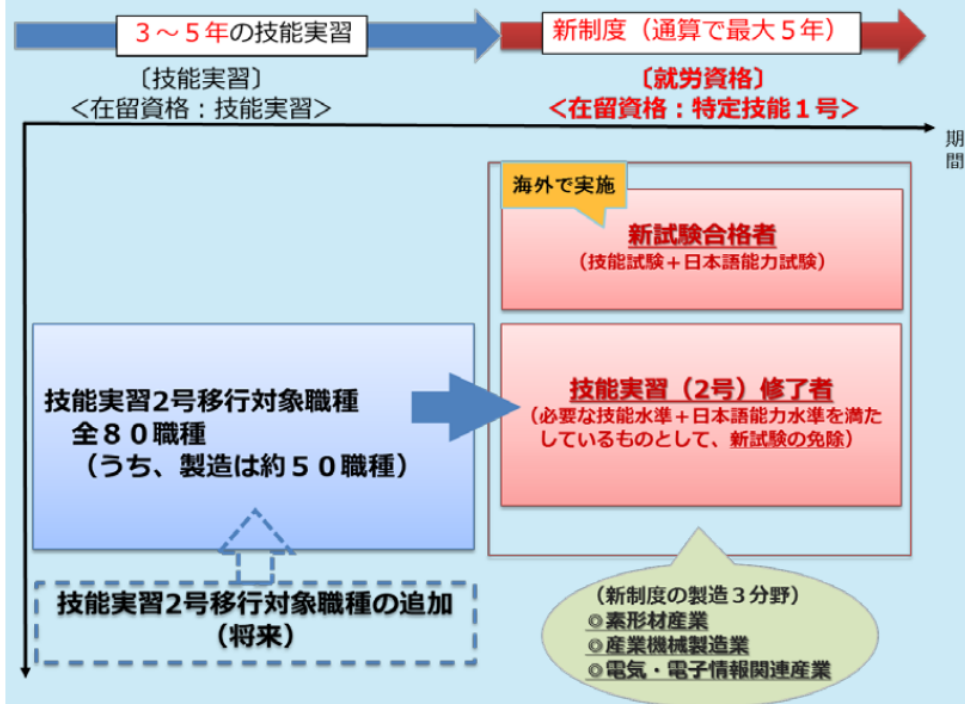 ３～５年の技能実習
新制度（通算で最大５年）
〔技能実習〕
＜在留資格：技能実習＞
〔就労資格〕
＜在留資格：特定技能１号＞
期
間
海外で実施
新試験合格者
（技能試験＋日本語能力試験）
技能実習2号移行対象職種
全８０職種
（うち、製造は約５０職種）
技能実習（2号）修了者
（必要な技能水準＋日本語能力水準を満た
しているものとして、新試験の免除）
技能実習2号移行対象職種の追加
（将来）
（新制度の製造３分野）
◎素形材産業
◎産業機械製造業
◎電気・電子情報関連産業